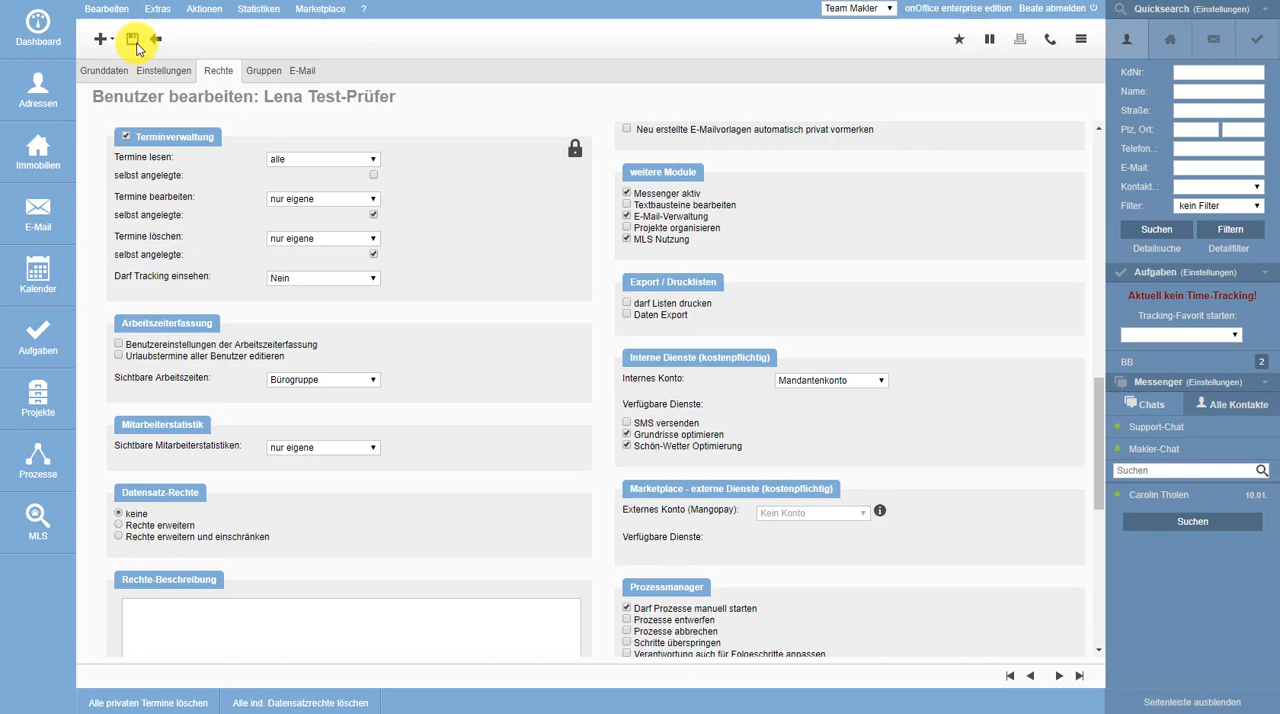 Bearbeiten Extras Aktionen Statistiken Marketplace ? Team Makler onOffice enterprise edition Beate abmelden
Quicksearch (Einstellungen)
Dashboard
Adressen
Immobilien
E-Mail
Kalender
Aufgaben
Projekte
Prozesse
MLS
Grunddaten Einstellungen Rechte Gruppen E-Mail
Benutzer bearbeiten: Lena Test-Prüfer
Terminverwaltung
Termine lesen: alle
selbst angelegte:
Termine bearbeiten: nur eigene
selbst angelegte:
Termine löschen: nur eigene
selbst angelegte:
Darf Tracking einsehen: Nein
Arbeitszeiterfassung
Benutzereinstellungen der Arbeitszeiterfassung
Urlaubstermine aller Benutzer editieren
Sichtbare Arbeitszeiten: Bürogruppe
Mitarbeiterstatistik
Sichtbare Mitarbeiterstatistiken: nur eigene
Datensatz-Rechte
keine
Rechte erweitern
Rechte erweitern und einschränken
Rechte-Beschreibung
Neu erstellte E-Mailvorlagen automatisch privat vormerken
weitere Module
Messenger aktiv
Textbausteine bearbeiten
E-Mail-Verwaltung
Projekte organisieren
MLS Nutzung
Export / Drucklisten
darf Listen drucken
Daten Export
Interne Dienste (kostenpflichtig)
Internes Konto: Mandantenkonto
Verfügbare Dienste:
SMS versenden
Grundrisse optimieren
Schön-Wetter Optimierung
Marketplace - externe Dienste (kostenpflichtig)
Externes Konto (Mangopay): Kein Konto
Verfügbare Dienste:
Prozessmanager
Darf Prozesse manuell starten
Prozesse entwerfen
Prozesse abbrechen
Schritte überspringen
Verantwortung auch für Folgeschritte anpassen
Alle privaten Termine löschen Alle ind. Datensatzrechte löschen
KdNr:
Name:
Straße:
Plz, Ort:
Telefon..:
E-Mail:
Kontakt..:
Filter: kein Filter
Suchen Filtern
Detailsuche Detailfilter
Aufgaben (Einstellungen)
Aktuell kein Time-Tracking!
Tracking-Favorit starten:
BB 2
Messenger (Einstellungen)
Chats Alle Kontakte
Support-Chat
Makler-Chat
Suchen
Carolin Tholen 10.01.
Suchen
Seitenleiste ausblenden